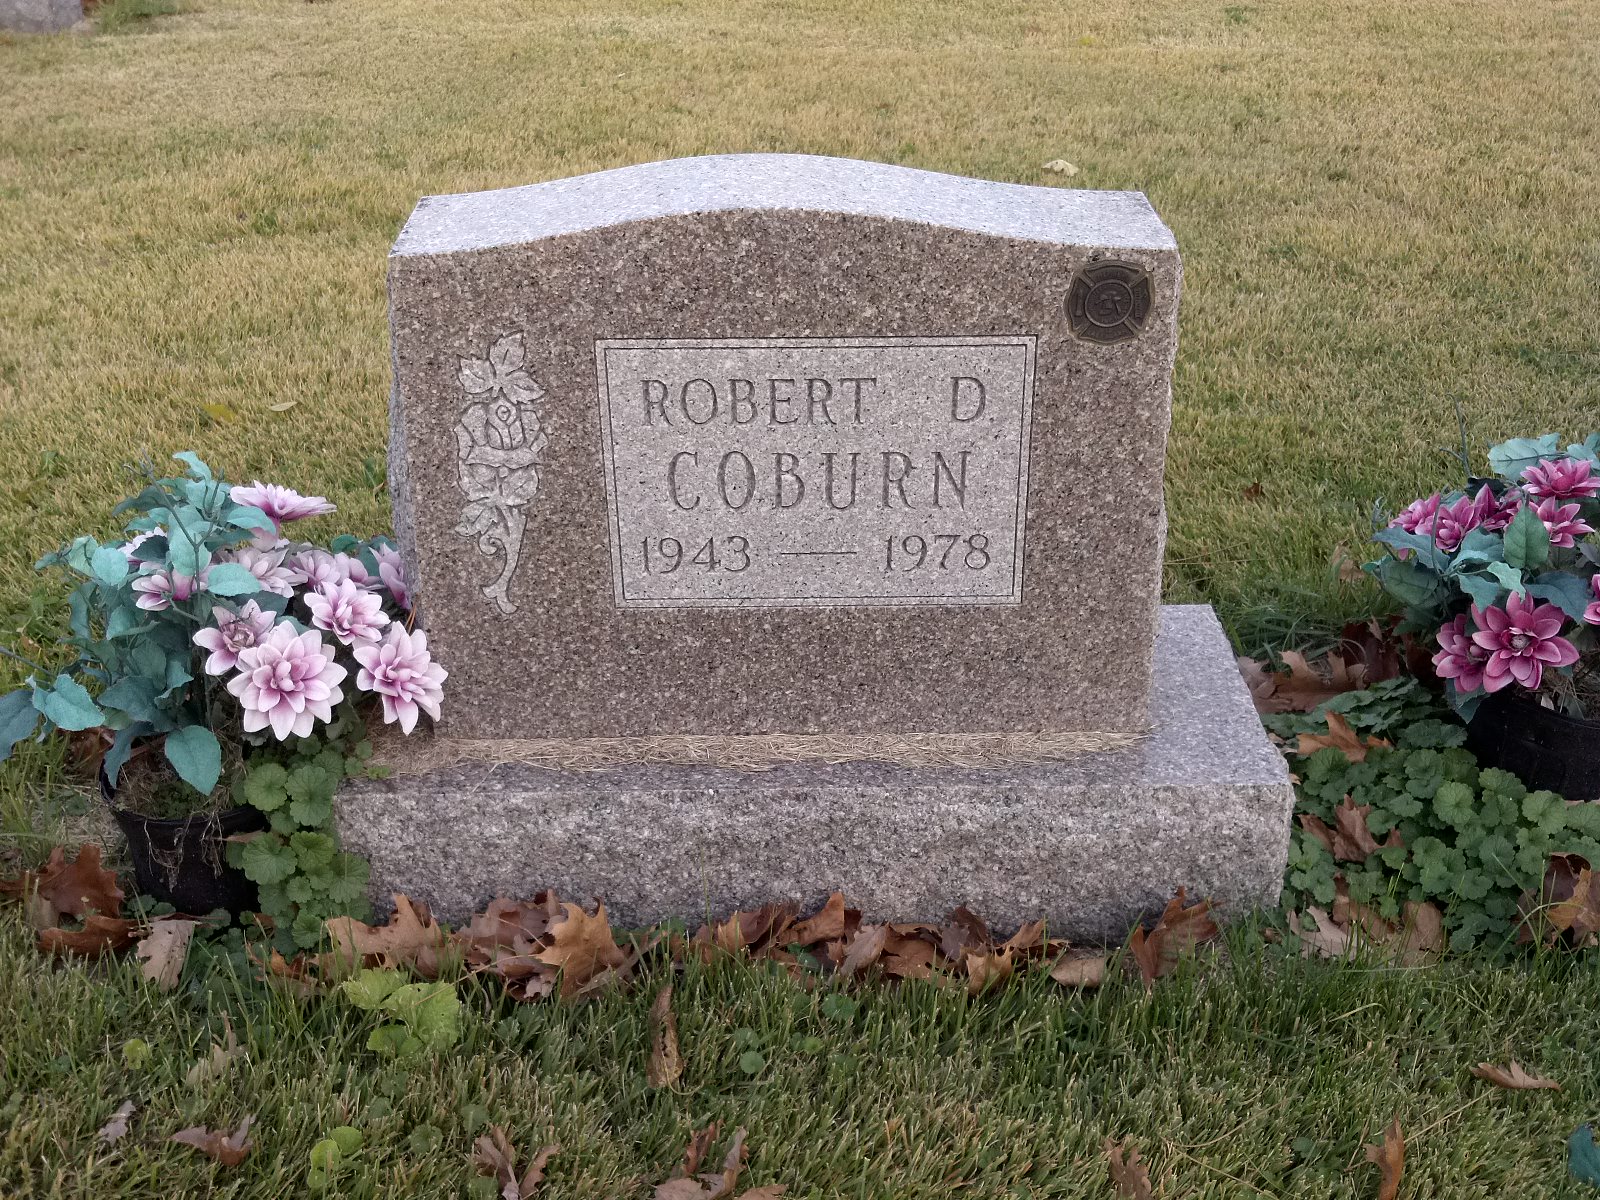 ROBERT D.
COBURN
1943 — 1978